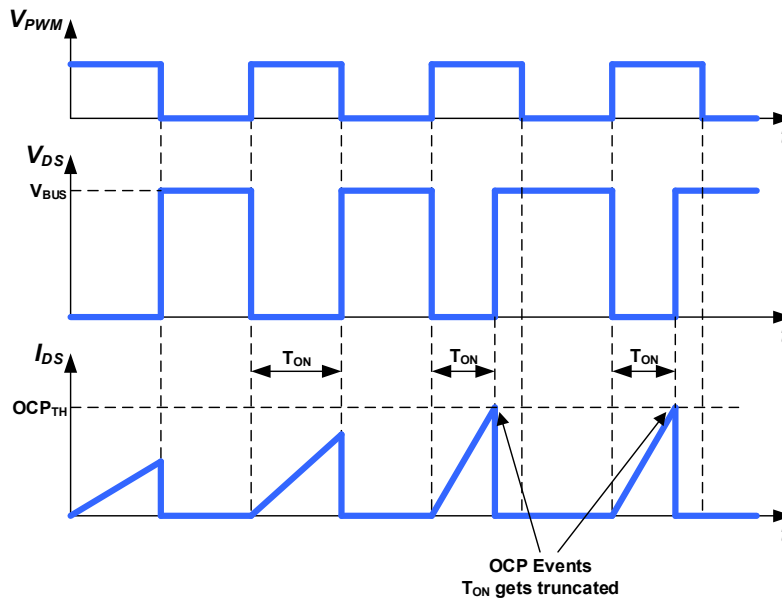 VPWM
VDS
VBUS
IDS
TON
TON
TON
OCPTH
OCP Events
TON gets truncated